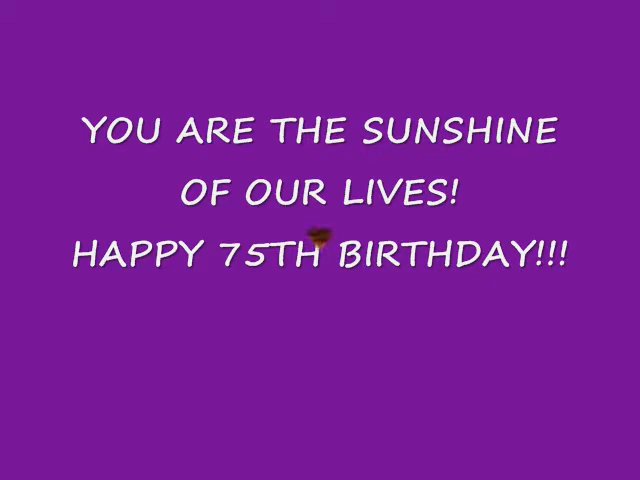 YOU ARE THE SUNSHINE
OF OUR LIVES!
HAPPY 75TH BIRTHDAY!!!